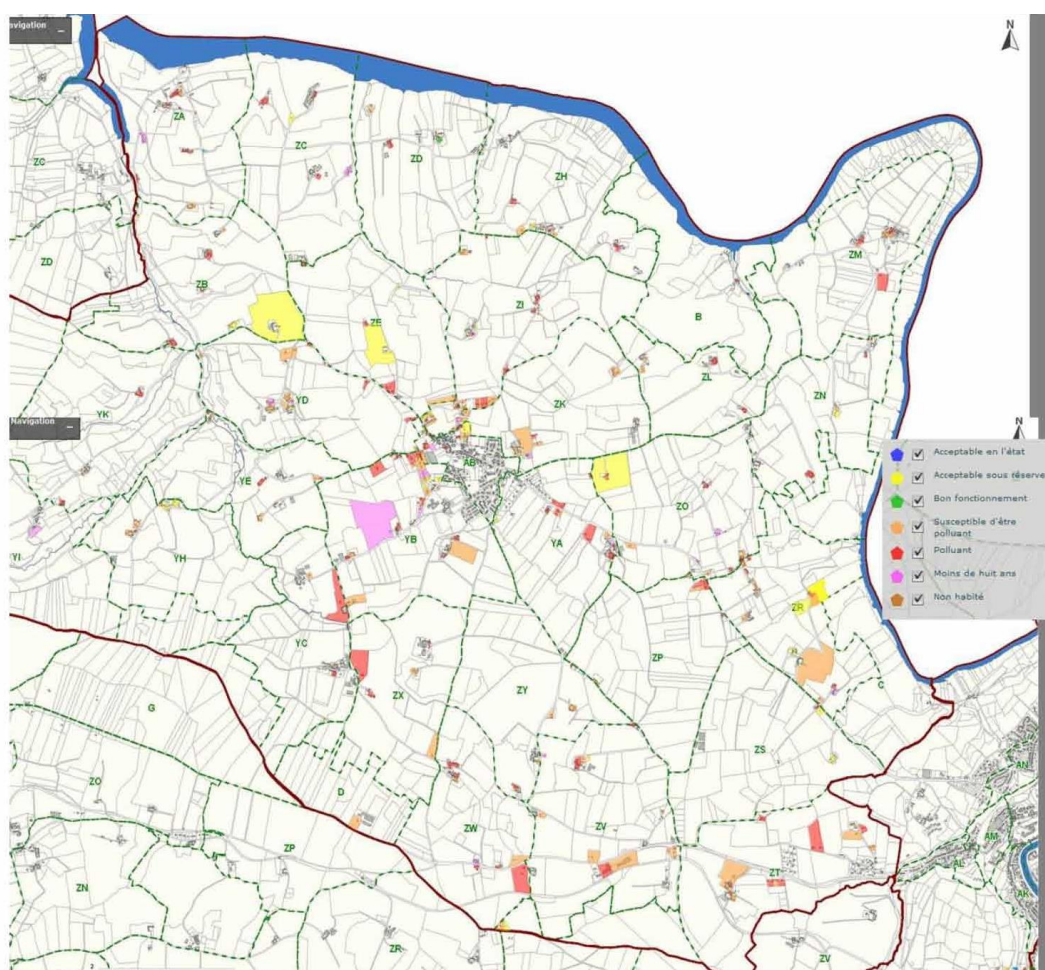 avigation
N
ZA
ZC
ZD
ZC
ZH
ZM
ZD
ZB
ZI
B
ZE
ZL
YD
ZK
ZN
YK
Navigation
N
Acceptable en l'état
AB
Acceptable sous réserve
YE
ZO
Bon fonctionnement
Susceptible d'être
polluant
YB
YA
YI
YH
Polluant
Moins de huit ans
Non habité
ZR
YC
ZP
C
ZX
ZY
G
ZS
AN
ZO
D
ZW
ZV
AM
ZP
AL
ZT
ZN
AK
ZR
ZV